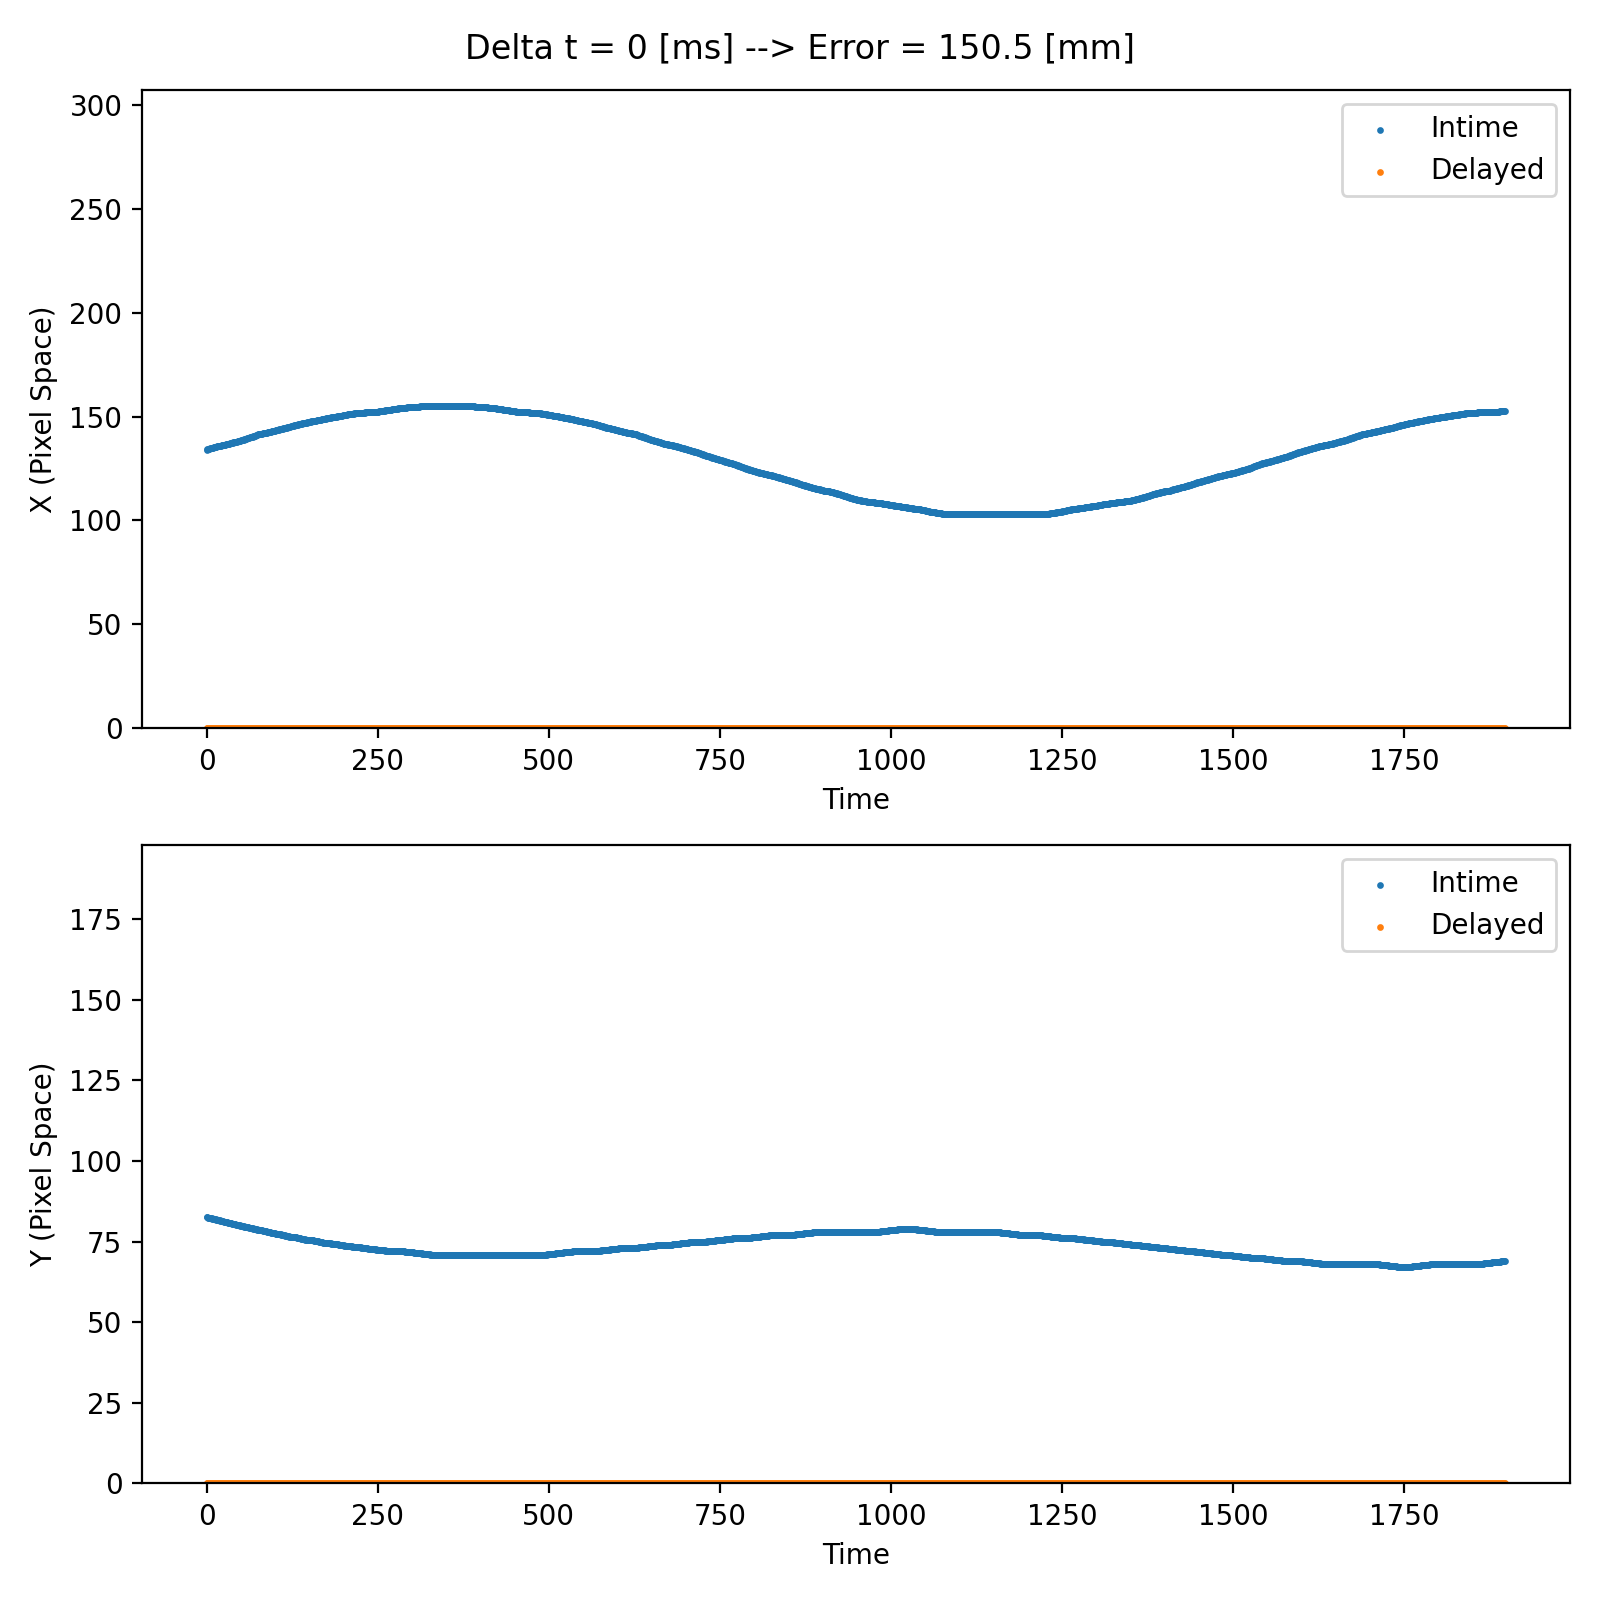 Delta t = 0 [ms] --> Error = 150.5 [mm]
300
250
200
150
100
50
0
X (Pixel Space)
Intime
Delayed
0 250 500 750 1000 1250 1500 1750
Time
175
150
125
100
75
50
25
0
Y (Pixel Space)
Intime
Delayed
0 250 500 750 1000 1250 1500 1750
Time